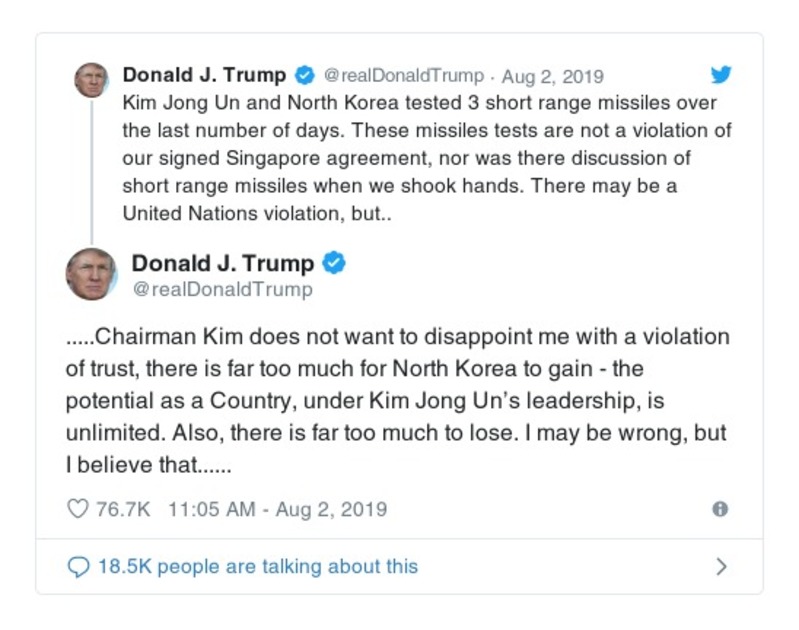 Donald J. Trump @realDonaldTrump · Aug 2, 2019
Kim Jong Un and North Korea tested 3 short range missiles over
the last number of days. These missiles tests are not a violation of
our signed Singapore agreement, nor was there discussion of
short range missiles when we shook hands. There may be a
United Nations violation, but..
Donald J. Trump
@realDonaldTrump
.....Chairman Kim does not want to disappoint me with a violation
of trust, there is far too much for North Korea to gain - the
potential as a Country, under Kim Jong Un’s leadership, is
unlimited. Also, there is far too much to lose. I may be wrong, but
I believe that......
76.7K 11:05 AM - Aug 2, 2019
18.5K people are talking about this